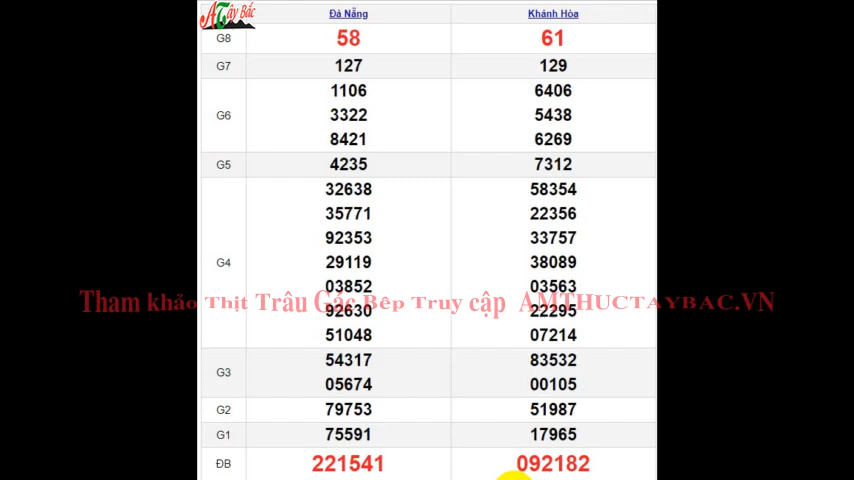 ATây Bắc
Đà Nẵng Khánh Hòa
G8 58 61
G7 127 129
1106 6406
G6 3322 5438
8421 6269
G5 4235 7312
32638 58354
35771 22356
92353 33757
G4 29119 38089
03852 03563
Tham khảo Thịt Trâu Gác Bếp Truy cập AMTHUCTAYBAC.VN
92630 22295
51048 07214
G3 54317 83532
05674 00105
G2 79753 51987
G1 75591 17965
ĐB 221541 092182